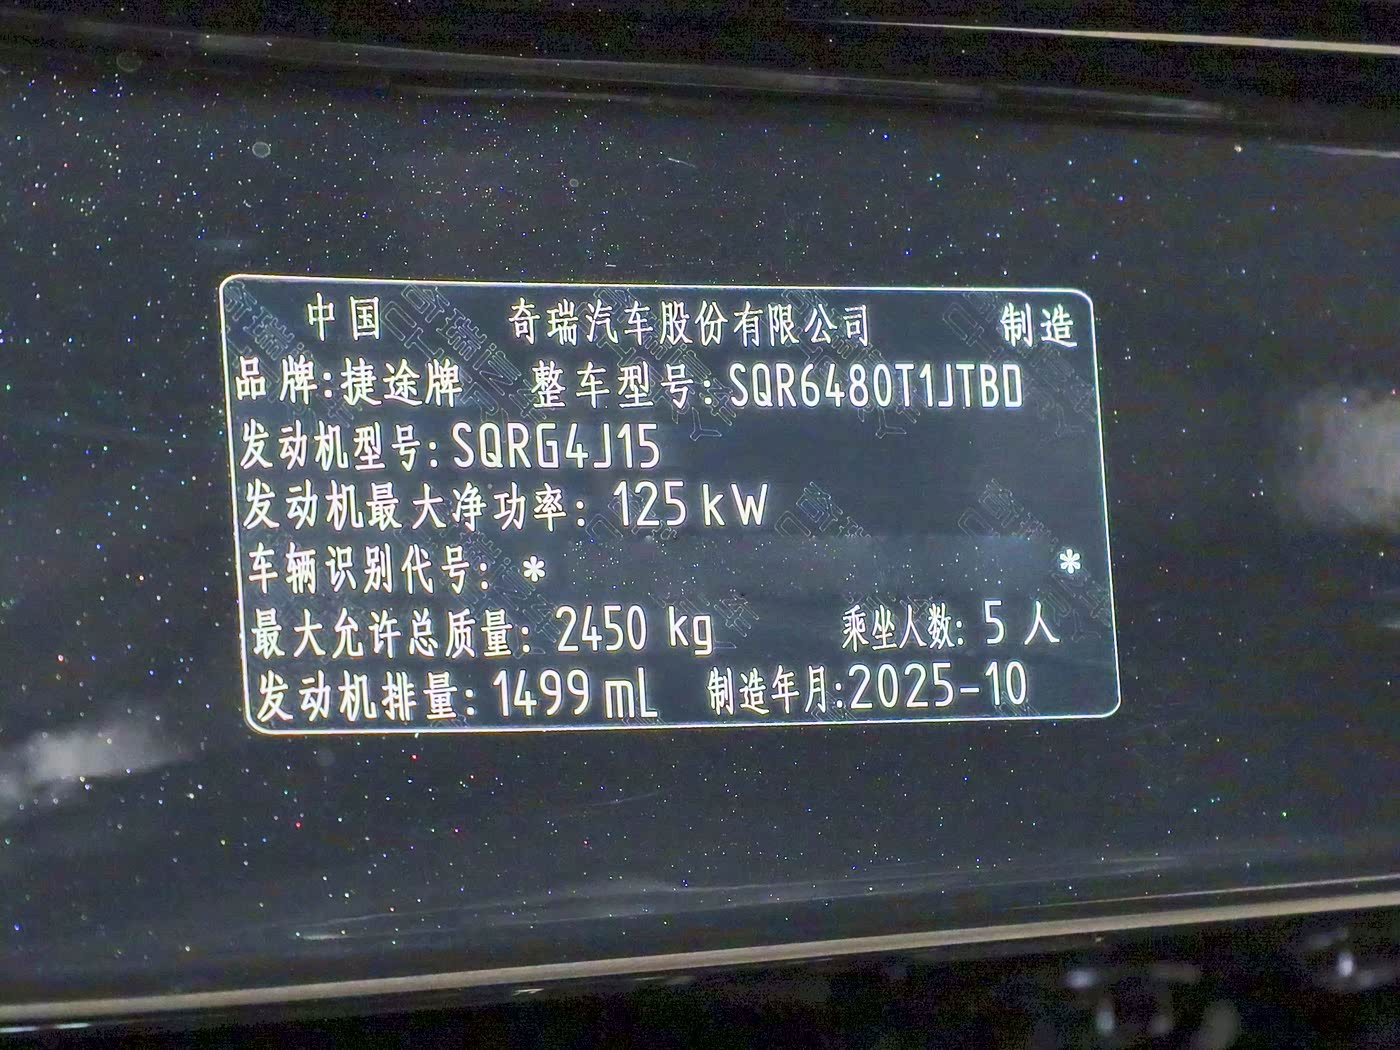 中国 奇瑞汽车股份有限公司 制造
品牌:捷途牌 整车型号:SQR6480T1JTBD
发动机型号:SQRG4J15
发动机最大净功率: 125 kW
车辆识别代号: * *
最大允许总质量: 2450 kg 乘坐人数: 5 人
发动机排量: 1499 mL 制造年月:2025-10